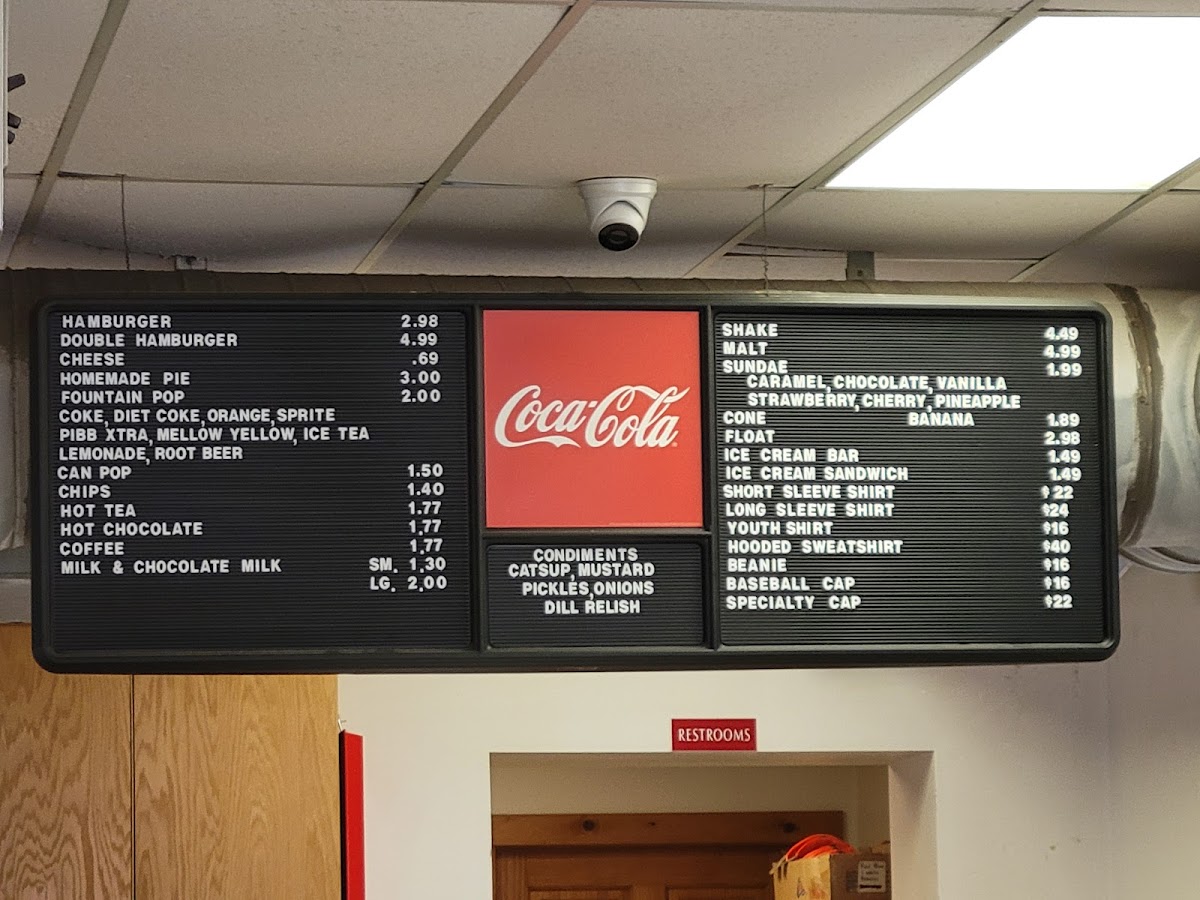 HAMBURGER 2.98
DOUBLE HAMBURGER 4.99
CHEESE .69
HOMEMADE PIE 3.00
FOUNTAIN POP 2.00
COKE, DIET COKE, ORANGE, SPRITE
PIBB XTRA, MELLOW YELLOW, ICE TEA
LEMONADE, ROOT BEER
CAN POP 1.50
CHIPS 1.40
HOT TEA 1.77
HOT CHOCOLATE 1,77
COFFEE 1.77
MILK & CHOCOLATE MILK SM. 1.30
LG. 2.00
Coca-Cola
CONDIMENTS
CATSUP, MUSTARD
PICKLES, ONIONS
DILL RELISH
SHAKE 4.49
MALT 4.99
SUNDAE 1.99
CARAMEL, CHOCOLATE, VANILLA
STRAWBERRY, CHERRY, PINEAPPLE
CONE BANANA 1.89
FLOAT 2.98
ICE CREAM BAR 1.49
ICE CREAM SANDWICH 1.49
SHORT SLEEVE SHIRT $22
LONG SLEEVE SHIRT $24
YOUTH SHIRT $16
HOODED SWEATSHIRT $40
BEANIE $16
BASEBALL CAP $16
SPECIALTY CAP $22
RESTROOMS